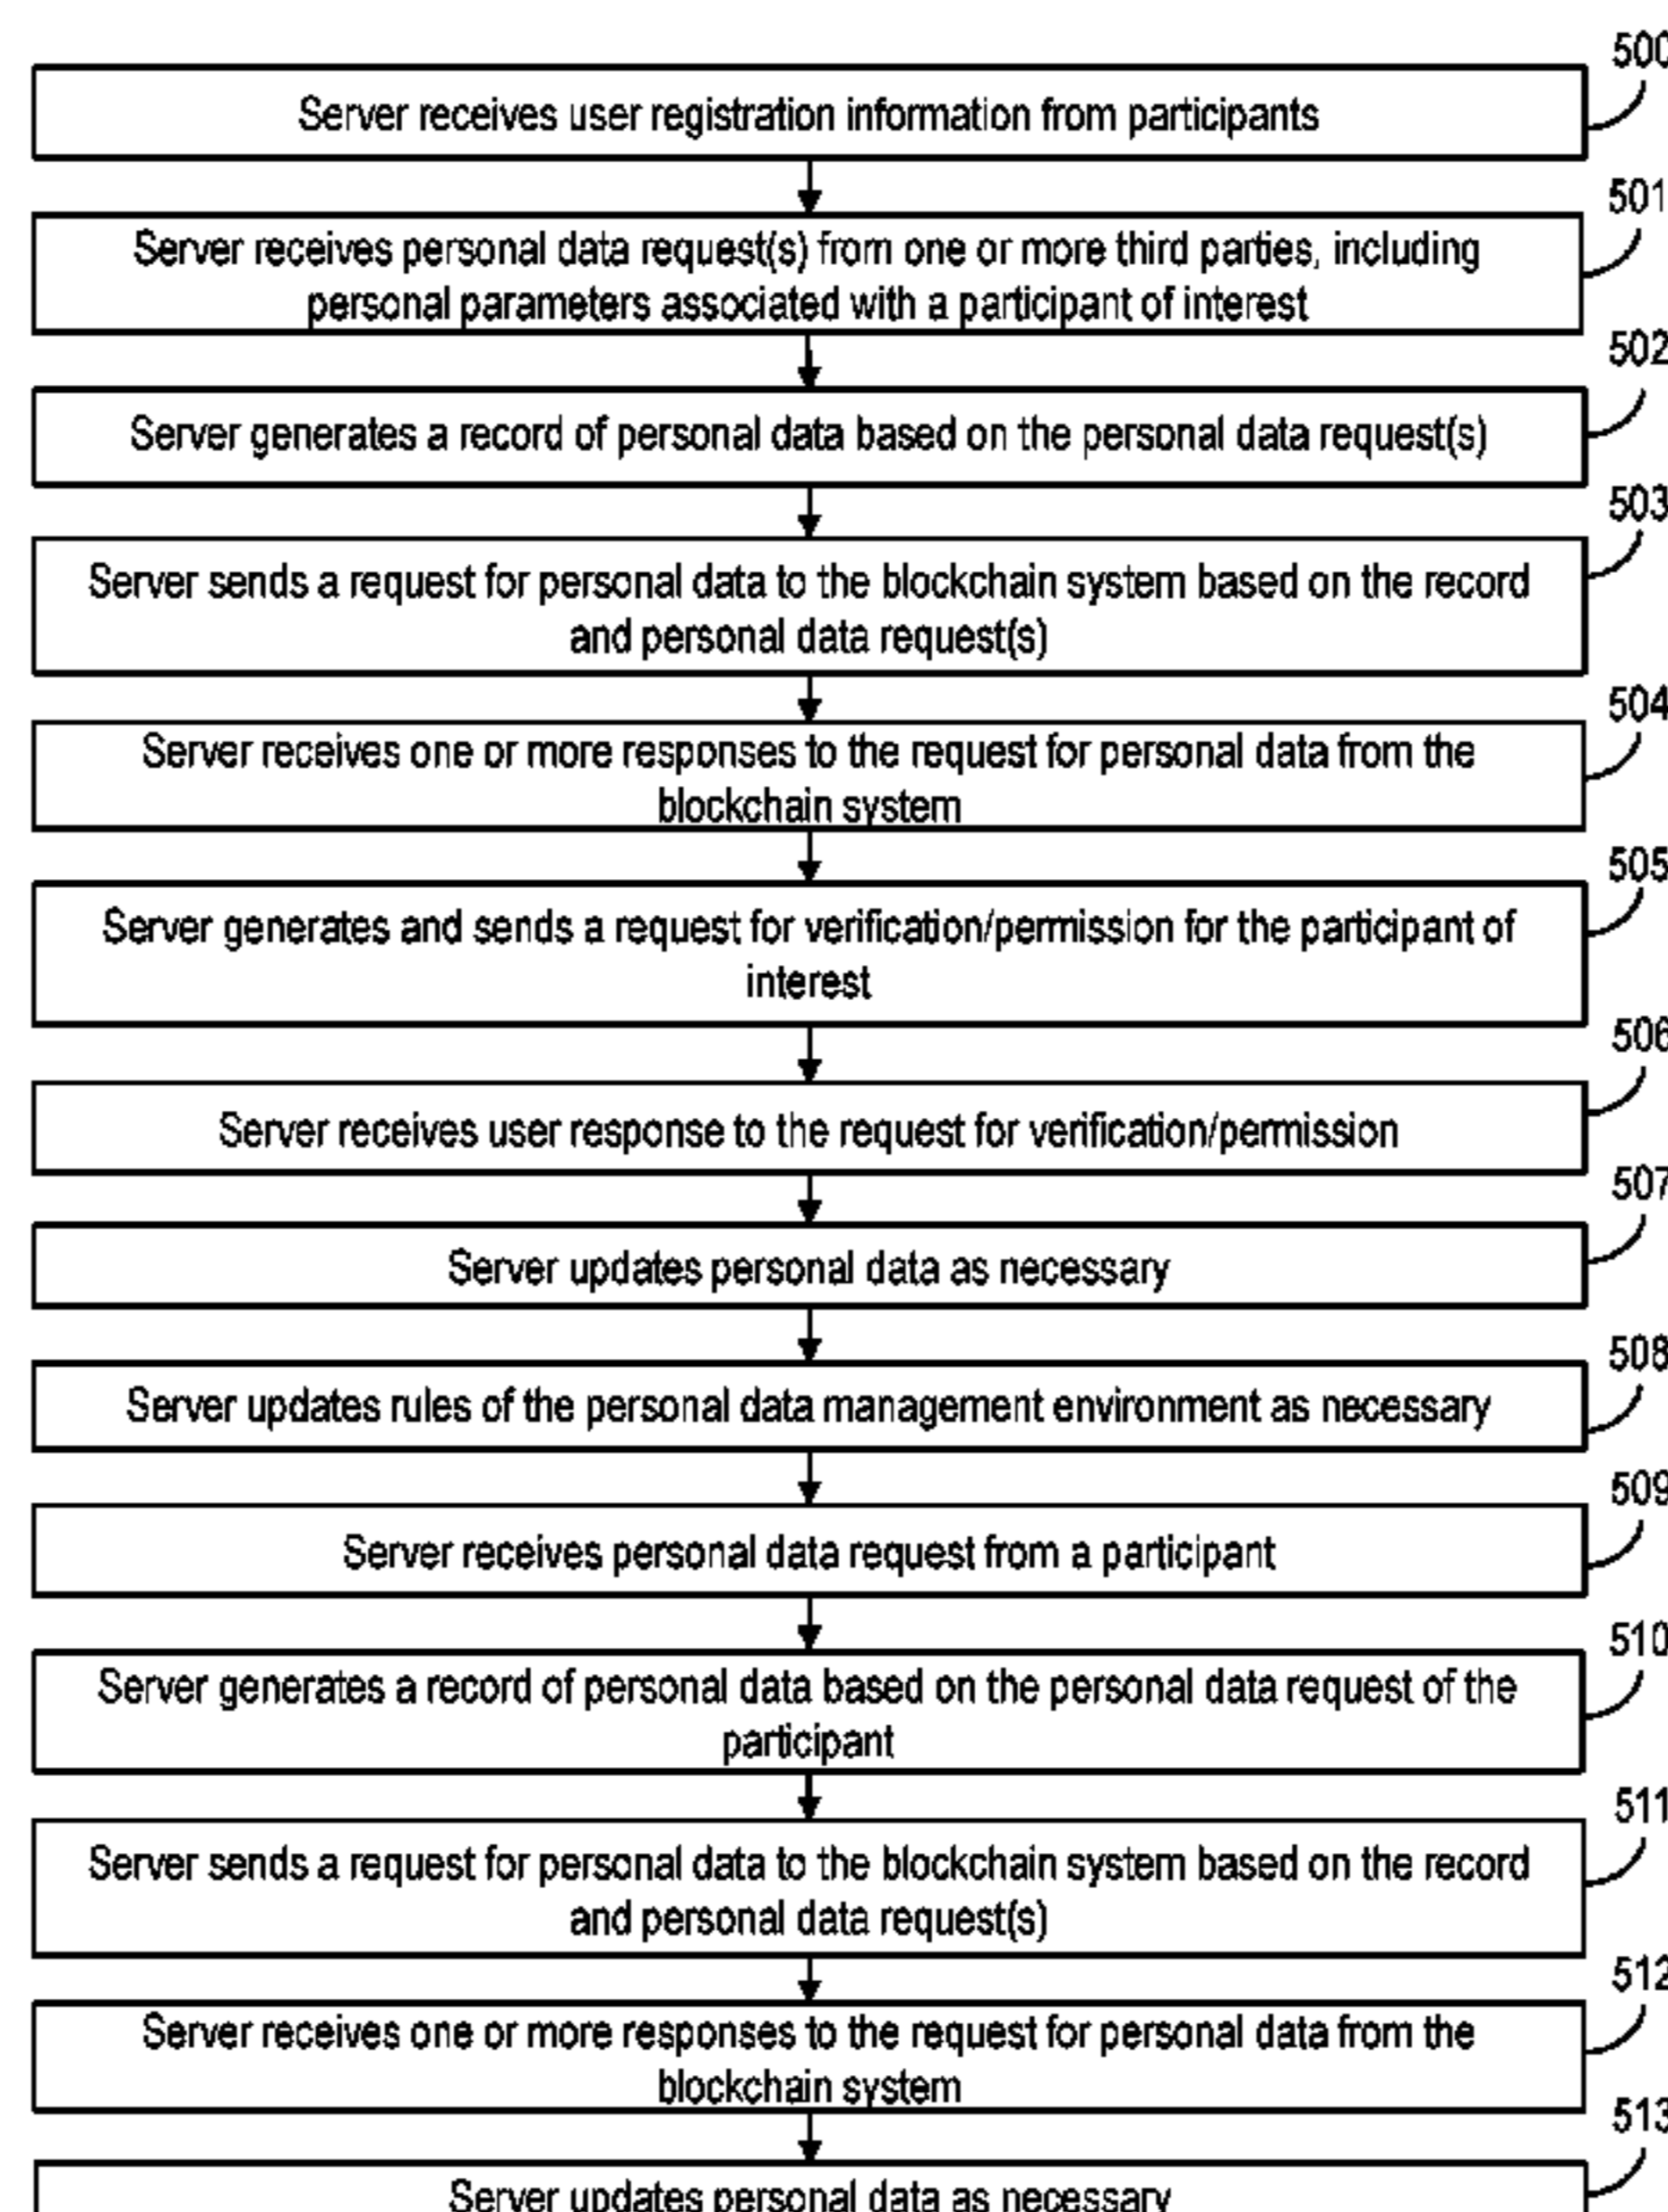 500
Server receives user registration information from participants
501
Server receives personal data request(s) from one or more third parties, including
personal parameters associated with a participant of interest
502
Server generates a record of personal data based on the personal data request(s)
503
Server sends a request for personal data to the blockchain system based on the record
and personal data request(s)
504
Server receives one or more responses to the request for personal data from the
blockchain system
505
Server generates and sends a request for verification/permission for the participant of
interest
506
Server receives user response to the request for verification/permission
507
Server updates personal data as necessary
508
Server updates rules of the personal data management environment as necessary
509
Server receives personal data request from a participant
510
Server generates a record of personal data based on the personal data request of the
participant
511
Server sends a request for personal data to the blockchain system based on the record
and personal data request(s)
512
Server receives one or more responses to the request for personal data from the
blockchain system
513
Server updates personal data as necessary